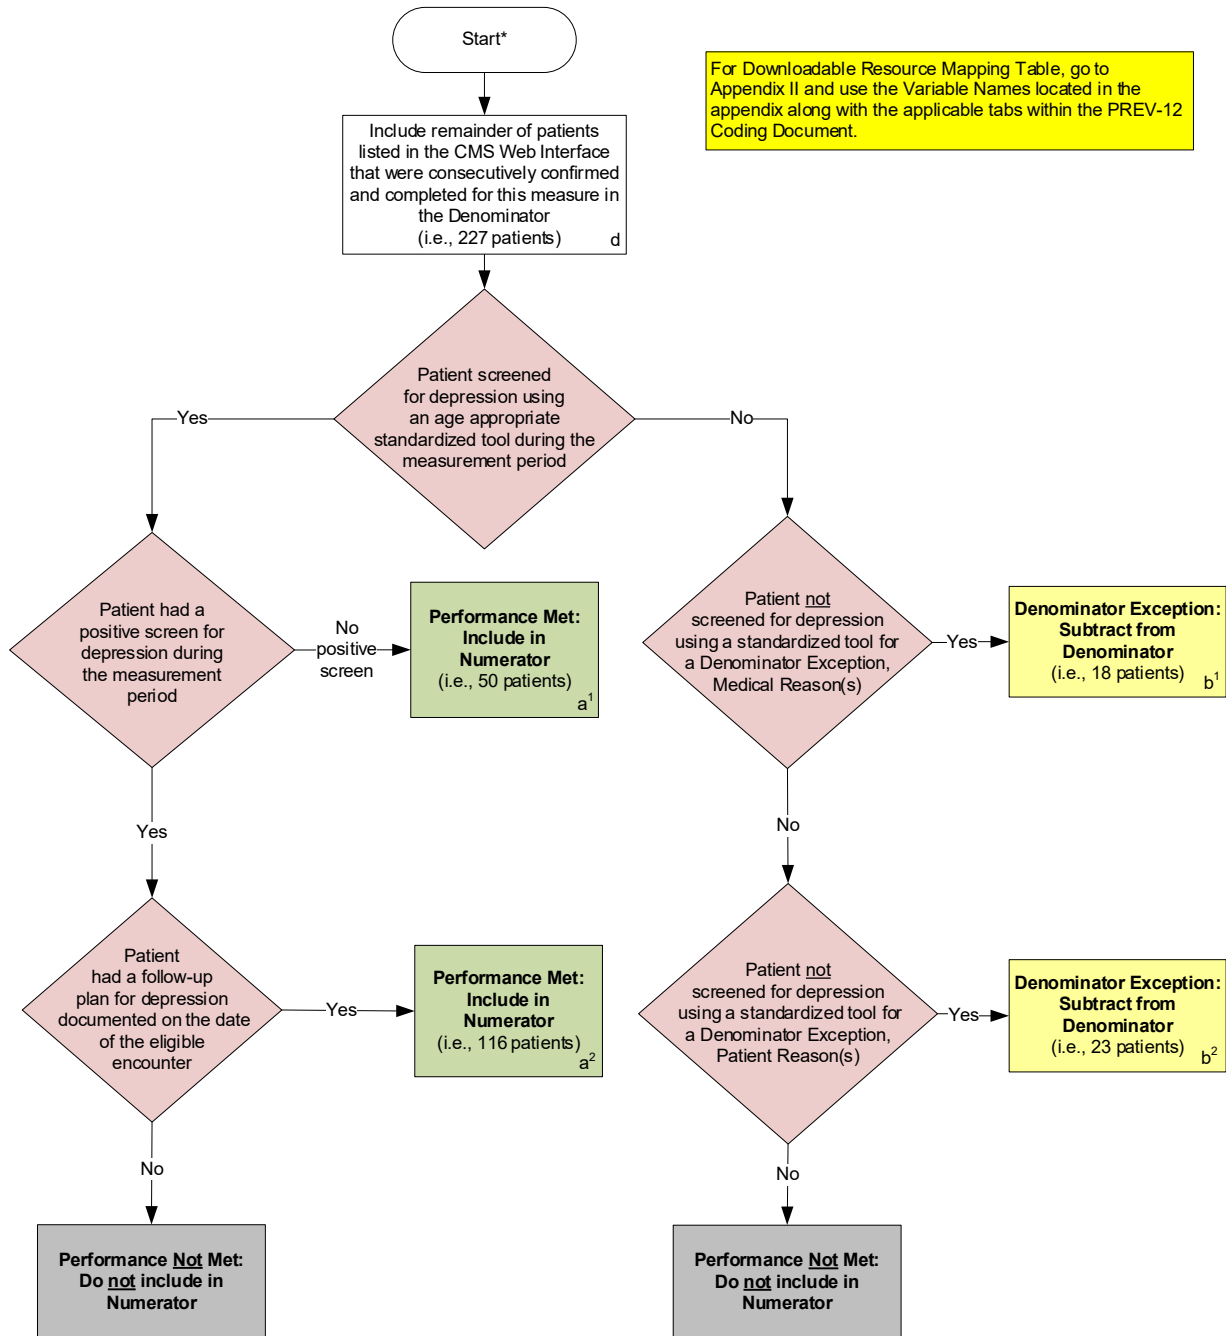 Start*
For Downloadable Resource Mapping Table, go to
Appendix II and use the Variable Names located in the
appendix along with the applicable tabs within the PREV-12
Coding Document.
Include remainder of patients
listed in the CMS Web Interface
that were consecutively confirmed
and completed for this measure in
the Denominator
(i.e., 227 patients)
d
Patient screened
for depression using
an age appropriate
standardized tool during the
measurement period
Yes
No
Patient had a
positive screen for
depression during
the measurement
period
No
positive
screen
Performance Met:
Include in
Numerator
(i.e., 50 patients)
a¹
Patient not
screened for depression
using a standardized tool for
a Denominator Exception,
Medical Reason(s)
Yes
Denominator Exception:
Subtract from
Denominator
(i.e., 18 patients)
b¹
Yes
No
Patient
had a follow-up
plan for depression
documented on the date
of the eligible
encounter
Yes
Performance Met:
Include in
Numerator
(i.e., 116 patients)
a²
Patient not
screened for depression
using a standardized tool for
a Denominator Exception,
Patient Reason(s)
Yes
Denominator Exception:
Subtract from
Denominator
(i.e., 23 patients)
b²
No
No
Performance Not Met:
Do not include in
Numerator
Performance Not Met:
Do not include in
Numerator